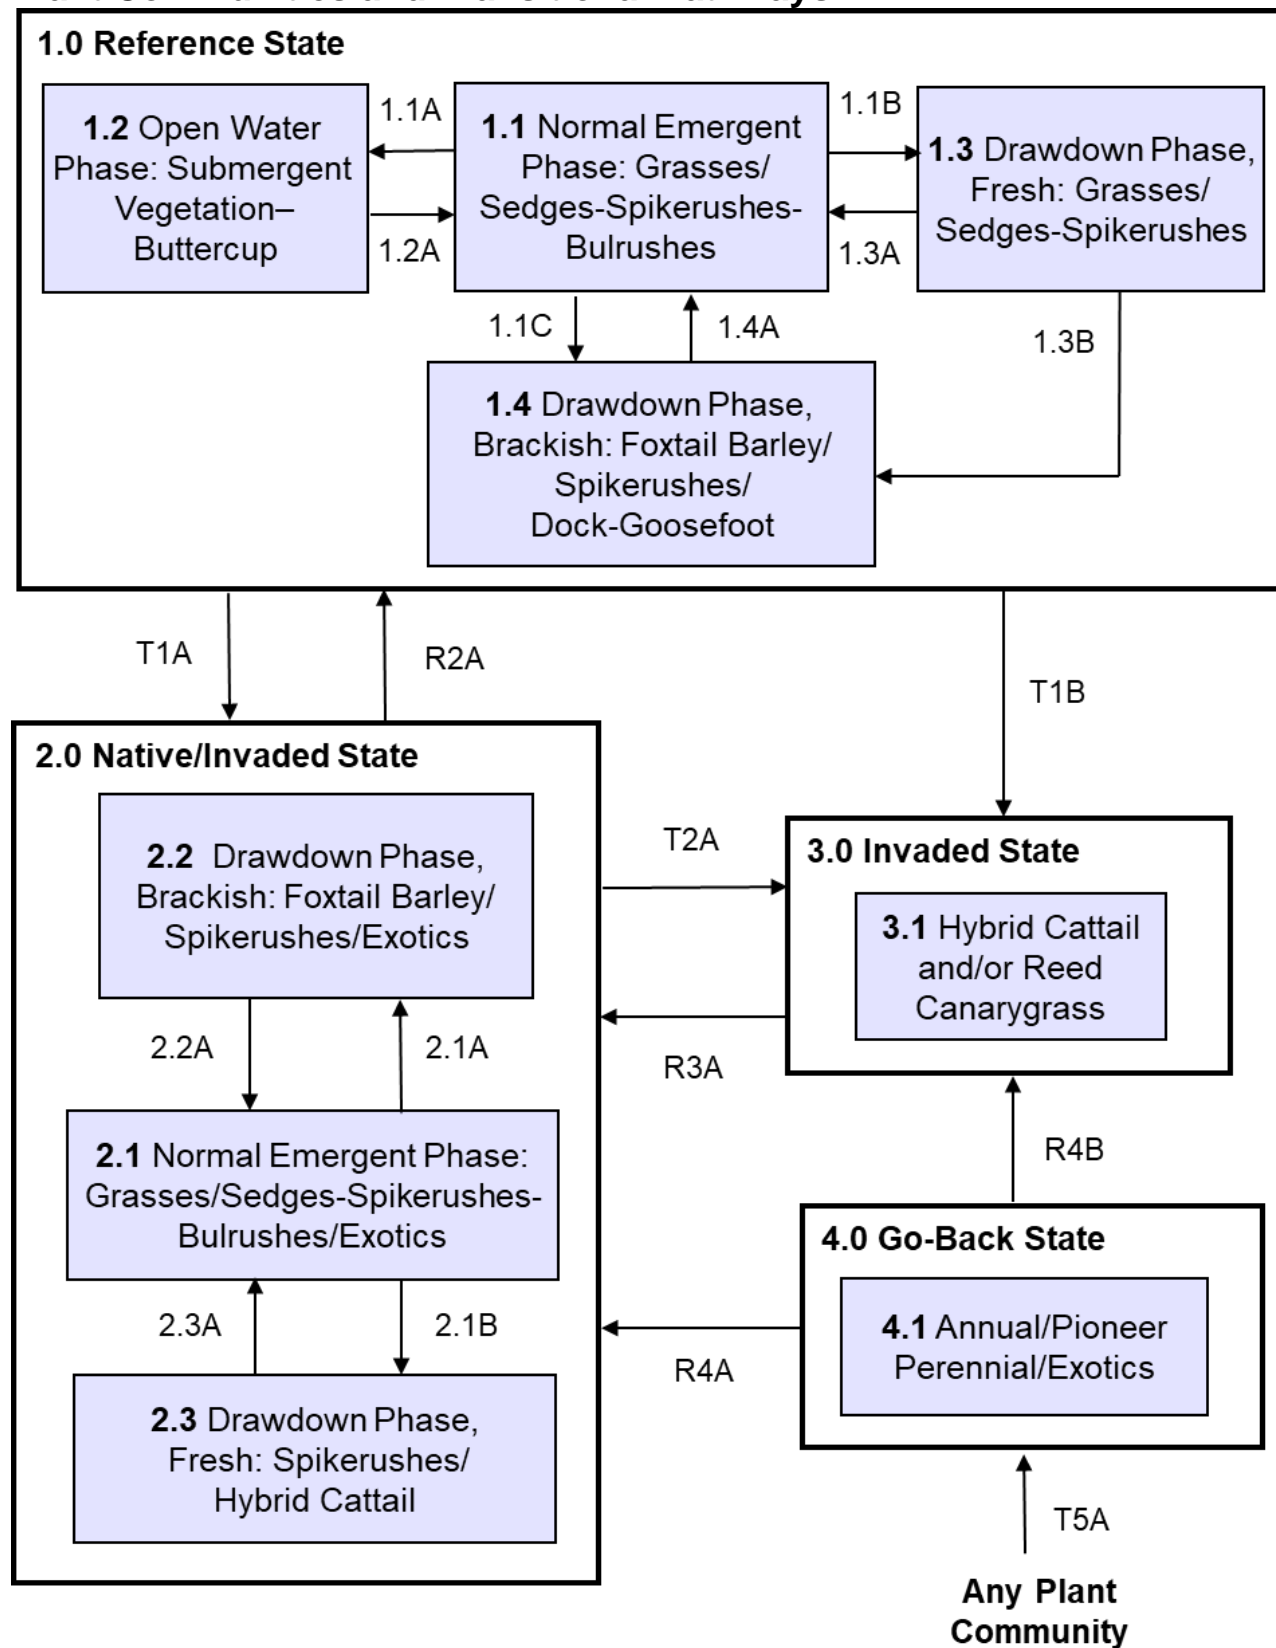 1.0 Reference State
1.2 Open Water
Phase: Submergent
Vegetation–
Buttercup
1.1A
1.2A
1.1 Normal Emergent
Phase: Grasses/
Sedges-Spikerushes-
Bulrushes
1.1B
1.3A
1.3 Drawdown Phase,
Fresh: Grasses/
Sedges-Spikerushes
1.1C
1.4A
1.3B
1.4 Drawdown Phase,
Brackish: Foxtail Barley/
Spikerushes/
Dock-Goosefoot
T1A
R2A
T1B
2.0 Native/Invaded State
2.2 Drawdown Phase,
Brackish: Foxtail Barley/
Spikerushes/Exotics
2.2A
2.1A
2.1 Normal Emergent Phase:
Grasses/Sedges-Spikerushes-
Bulrushes/Exotics
2.3A
2.1B
2.3 Drawdown Phase,
Fresh: Spikerushes/
Hybrid Cattail
T2A
R3A
3.0 Invaded State
3.1 Hybrid Cattail
and/or Reed
Canarygrass
R4B
R4A
4.0 Go-Back State
4.1 Annual/Pioneer
Perennial/Exotics
T5A
Any Plant
Community